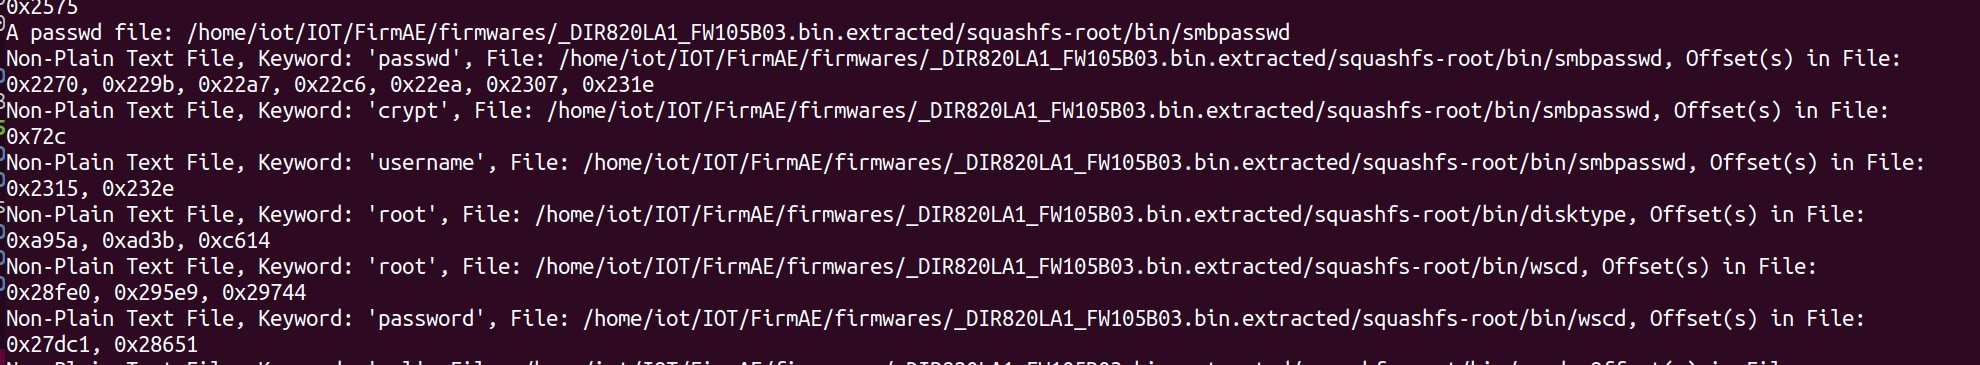 0x2575
A passwd file: /home/iot/IOT/FirmAE/firmwares/_DIR820LA1_FW105B03.bin.extracted/squashfs-root/bin/smbpasswd
Non-Plain Text File, Keyword: 'passwd', File: /home/iot/IOT/FirmAE/firmwares/_DIR820LA1_FW105B03.bin.extracted/squashfs-root/bin/smbpasswd, Offset(s) in File:
0x2270, 0x229b, 0x22a7, 0x22c6, 0x22ea, 0x2307, 0x231e
Non-Plain Text File, Keyword: 'crypt', File: /home/iot/IOT/FirmAE/firmwares/_DIR820LA1_FW105B03.bin.extracted/squashfs-root/bin/smbpasswd, Offset(s) in File:
0x72c
Non-Plain Text File, Keyword: 'username', File: /home/iot/IOT/FirmAE/firmwares/_DIR820LA1_FW105B03.bin.extracted/squashfs-root/bin/smbpasswd, Offset(s) in File:
0x2315, 0x232e
Non-Plain Text File, Keyword: 'root', File: /home/iot/IOT/FirmAE/firmwares/_DIR820LA1_FW105B03.bin.extracted/squashfs-root/bin/disktype, Offset(s) in File:
0xa95a, 0xad3b, 0xc614
Non-Plain Text File, Keyword: 'root', File: /home/iot/IOT/FirmAE/firmwares/_DIR820LA1_FW105B03.bin.extracted/squashfs-root/bin/wscd, Offset(s) in File:
0x28fe0, 0x295e9, 0x29744
Non-Plain Text File, Keyword: 'password', File: /home/iot/IOT/FirmAE/firmwares/_DIR820LA1_FW105B03.bin.extracted/squashfs-root/bin/wscd, Offset(s) in File:
0x27dc1, 0x28651